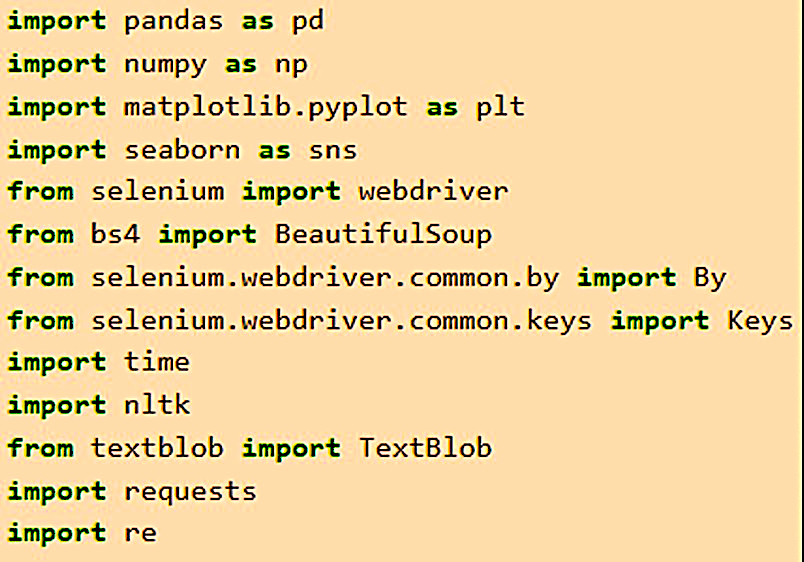 import pandas as pd
import numpy as np
import matplotlib.pyplot as plt
import seaborn as sns
from selenium import webdriver
from bs4 import BeautifulSoup
from selenium.webdriver.common.by import By
from selenium.webdriver.common.keys import Keys
import time
import nltk
from textblob import TextBlob
import requests
import re